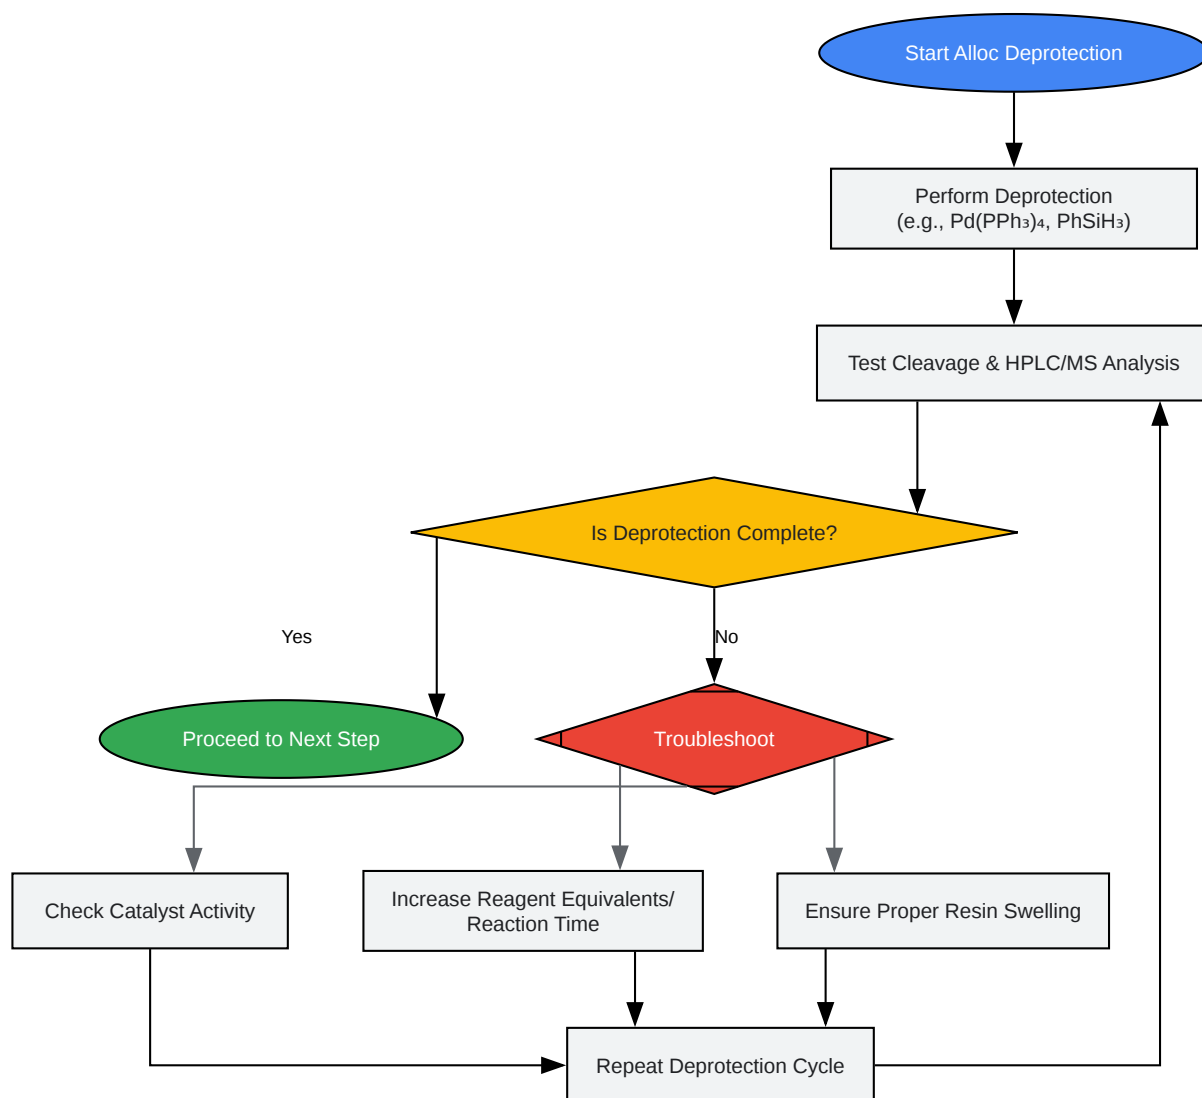 Start Alloc Deprotection
Perform Deprotection
(e.g., Pd(PPh₃)₄, PhSiH₃)
Test Cleavage & HPLC/MS Analysis
Is Deprotection Complete?
Yes
No
Proceed to Next Step
Troubleshoot
Check Catalyst Activity
Increase Reagent Equivalents/
Reaction Time
Ensure Proper Resin Swelling
Repeat Deprotection Cycle